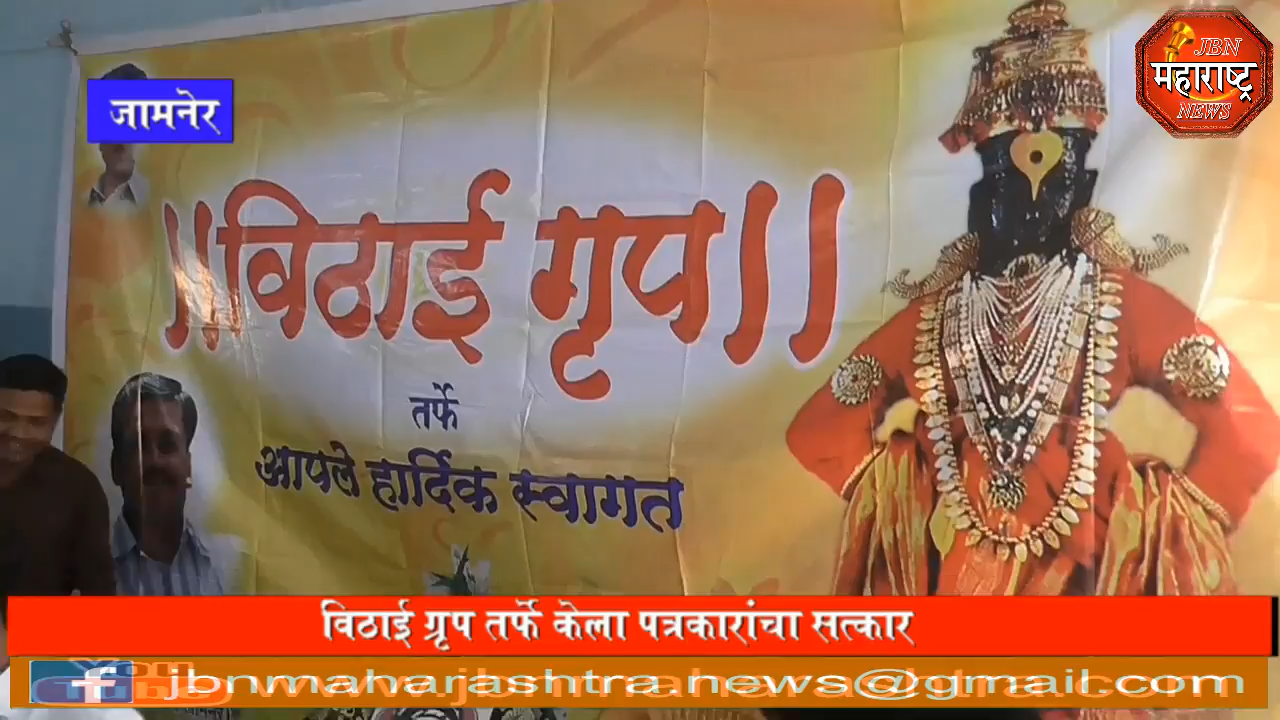 JBN
महाराष्ट्र
NEWS
जामनेर
||विठाई गृप||
तर्फे
आपले हार्दिक स्वागत
विठाई ग्रृप तर्फे केला पत्रकारांचा सत्कार
jbnmaharashtra.news@gmail.com